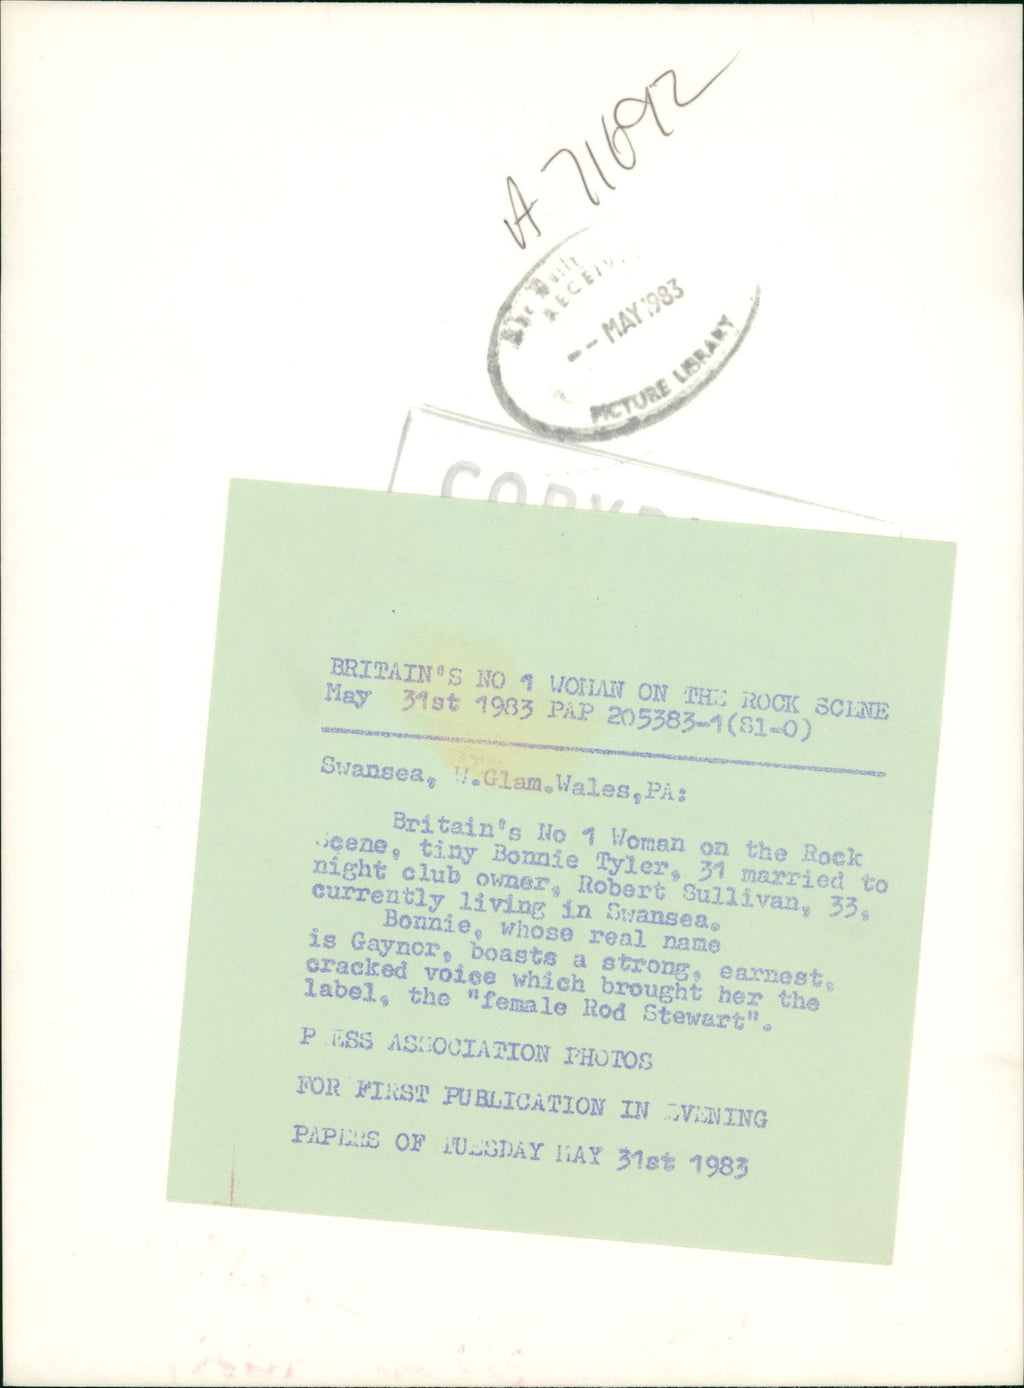 A 71692
RECEIV
-- MAY 1983
PICTURE LIBRARY
COPYR
BRITAIN'S NO 1 WOMAN ON THE ROCK SCENE
May 31st 1983 PAP 205383-1(S1-0)
Swansea, W.Glam.Wales,PA:
Britain's No 1 Woman on the Rock
Scene, tiny Bonnie Tyler, 31 married to
night club owner, Robert Sullivan, 33,
currently living in Swansea.
Bonnie, whose real name
is Gaynor, boasts a strong, earnest,
cracked voice which brought her the
label, the "female Rod Stewart".
PRESS ASSOCIATION PHOTOS
FOR FIRST PUBLICATION IN EVENING
PAPERS OF TUESDAY MAY 31st 1983